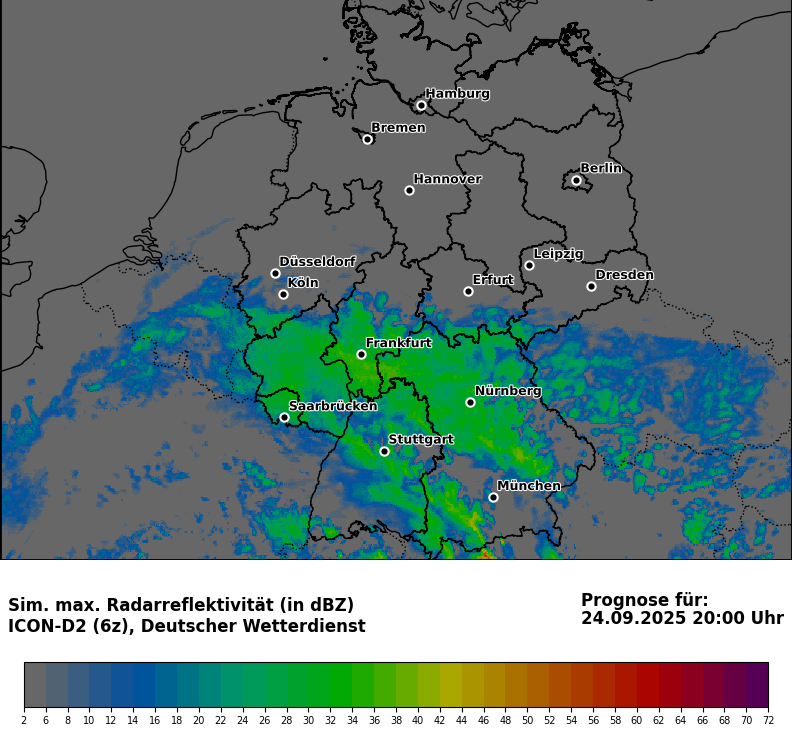 Hamburg
Bremen
Berlin
Hannover
Leipzig
Düsseldorf
Dresden
Köln
Erfurt
Frankfurt
Nürnberg
Saarbrücken
Stuttgart
München
Sim. max. Radarreflektivität (in dBZ)
ICON-D2 (6z), Deutscher Wetterdienst
Prognose für:
24.09.2025 20:00 Uhr
2 6 8 10 12 14 16 18 20 22 24 26 28 30 32 34 36 38 40 42 44 46 48 50 52 54 56 58 60 62 64 66 68 70 72